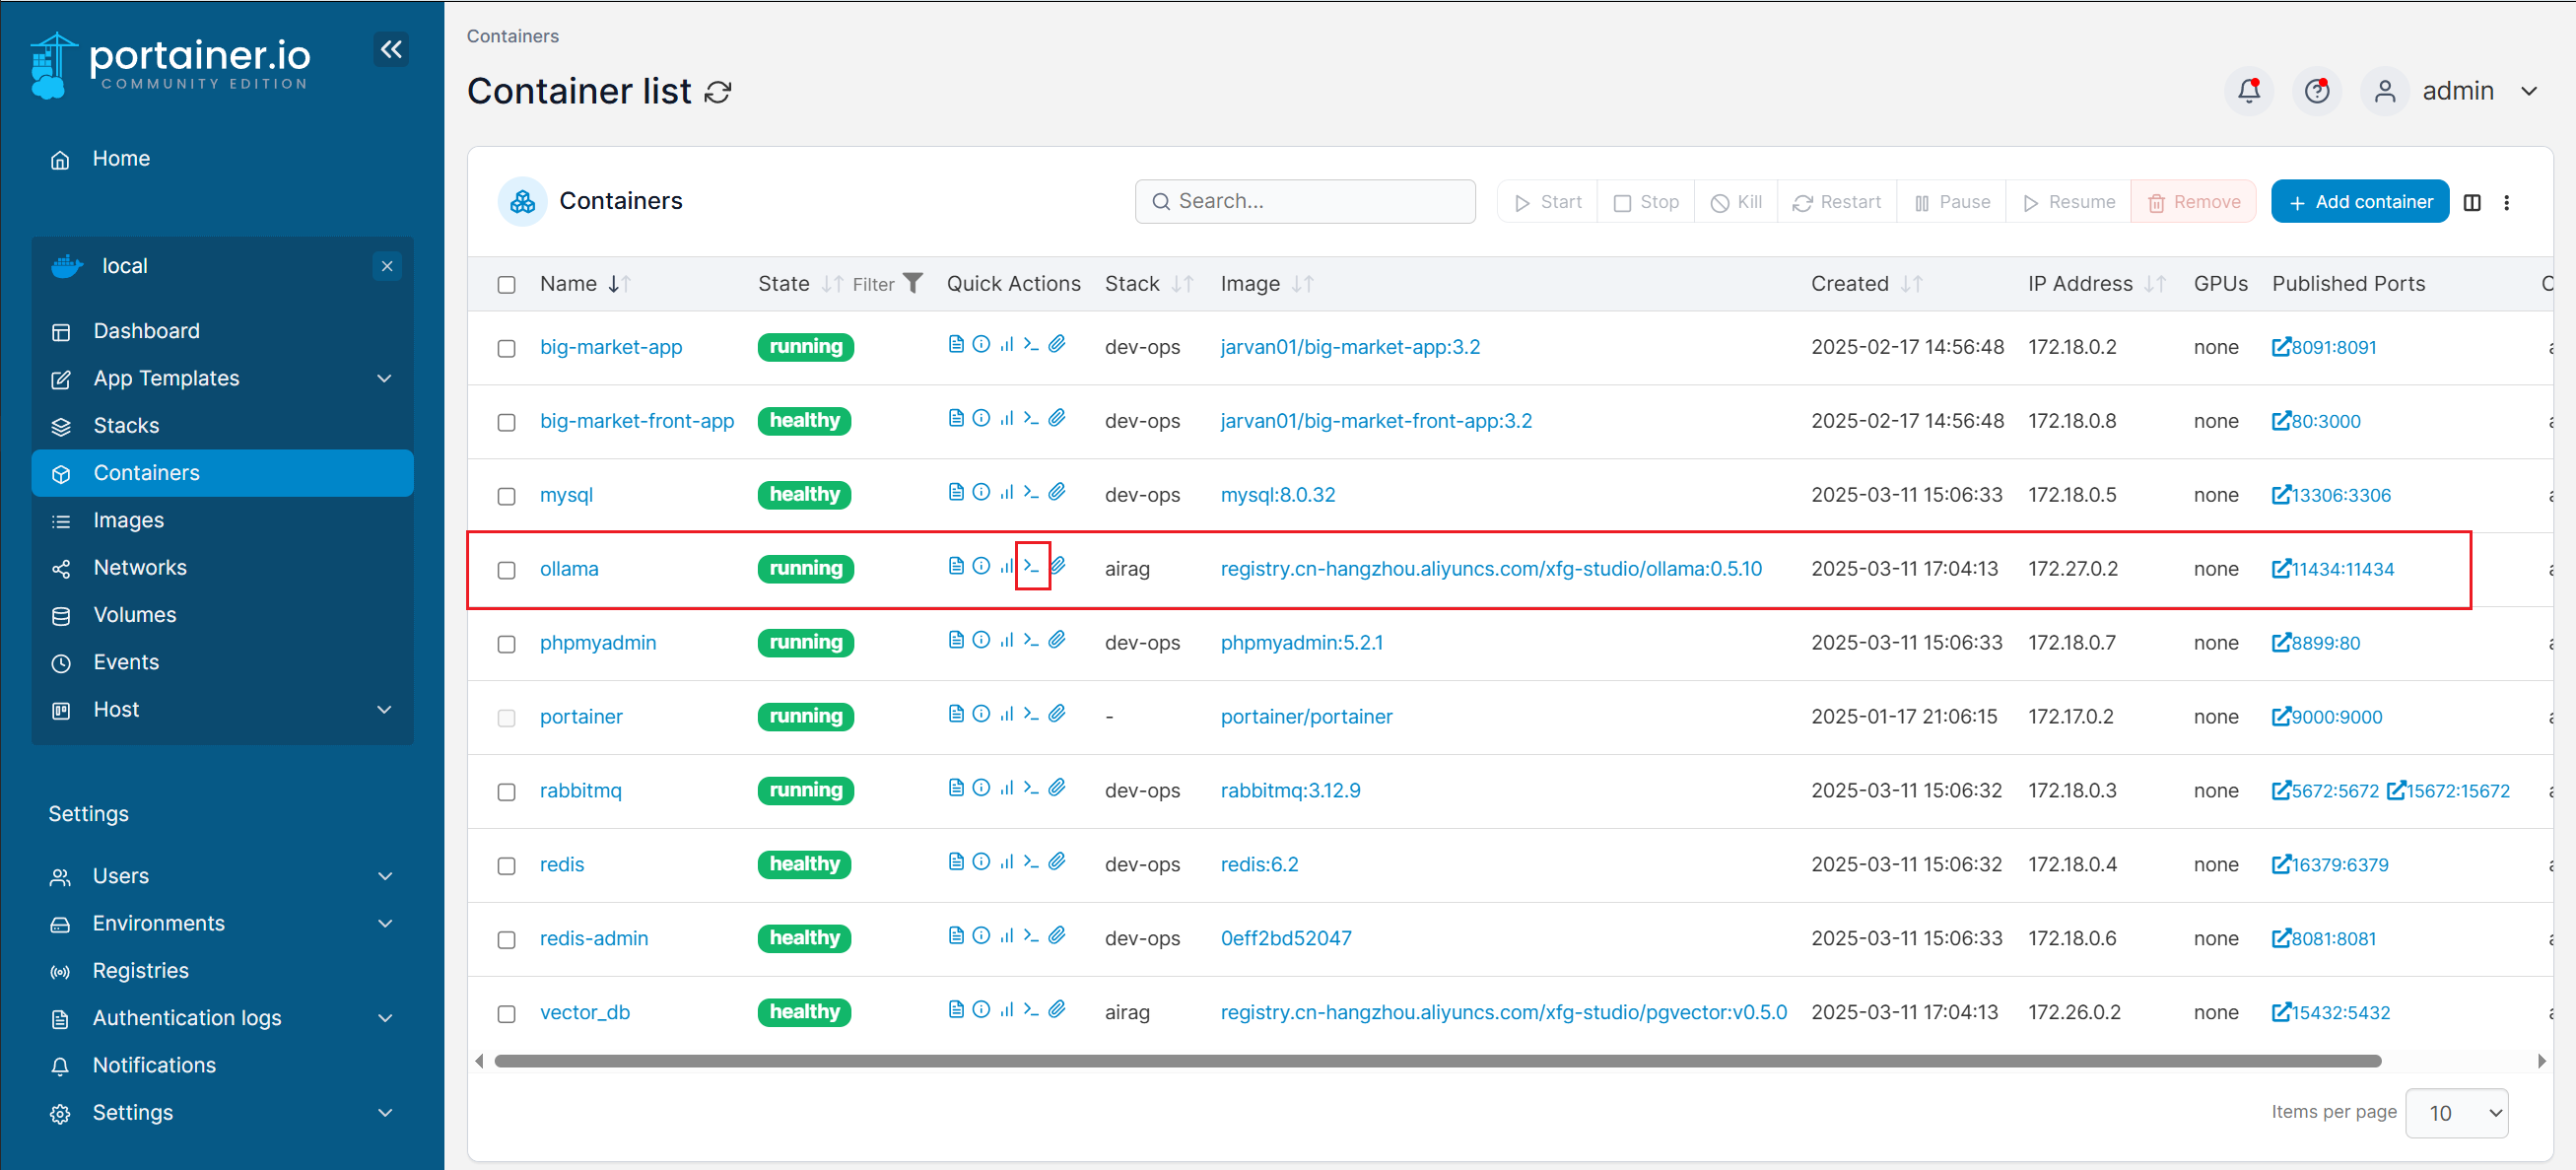 portainer.io
COMMUNITY EDITION
Home
local
Dashboard
App Templates
Stacks
Containers
Images
Networks
Volumes
Events
Host
Settings
Users
Environments
Registries
Authentication logs
Notifications
Settings
Containers
Container list
admin
Containers
Search...
Start Stop Kill Restart Pause Resume Remove Add container
Name State Filter Quick Actions Stack Image Created IP Address GPUs Published Ports
big-market-app running dev-ops jarvan01/big-market-app:3.2 2025-02-17 14:56:48 172.18.0.2 none 8091:8091
big-market-front-app healthy dev-ops jarvan01/big-market-front-app:3.2 2025-02-17 14:56:48 172.18.0.8 none 80:3000
mysql healthy dev-ops mysql:8.0.32 2025-03-11 15:06:33 172.18.0.5 none 13306:3306
ollama running airag registry.cn-hangzhou.aliyuncs.com/xfg-studio/ollama:0.5.10 2025-03-11 17:04:13 172.27.0.2 none 11434:11434
phpmyadmin running dev-ops phpmyadmin:5.2.1 2025-03-11 15:06:33 172.18.0.7 none 8899:80
portainer running - portainer/portainer 2025-01-17 21:06:15 172.17.0.2 none 9000:9000
rabbitmq running dev-ops rabbitmq:3.12.9 2025-03-11 15:06:32 172.18.0.3 none 5672:5672 15672:15672
redis healthy dev-ops redis:6.2 2025-03-11 15:06:32 172.18.0.4 none 16379:6379
redis-admin healthy dev-ops 0eff2bd52047 2025-03-11 15:06:33 172.18.0.6 none 8081:8081
vector_db healthy airag registry.cn-hangzhou.aliyuncs.com/xfg-studio/pgvector:v0.5.0 2025-03-11 17:04:13 172.26.0.2 none 15432:5432
Items per page 10